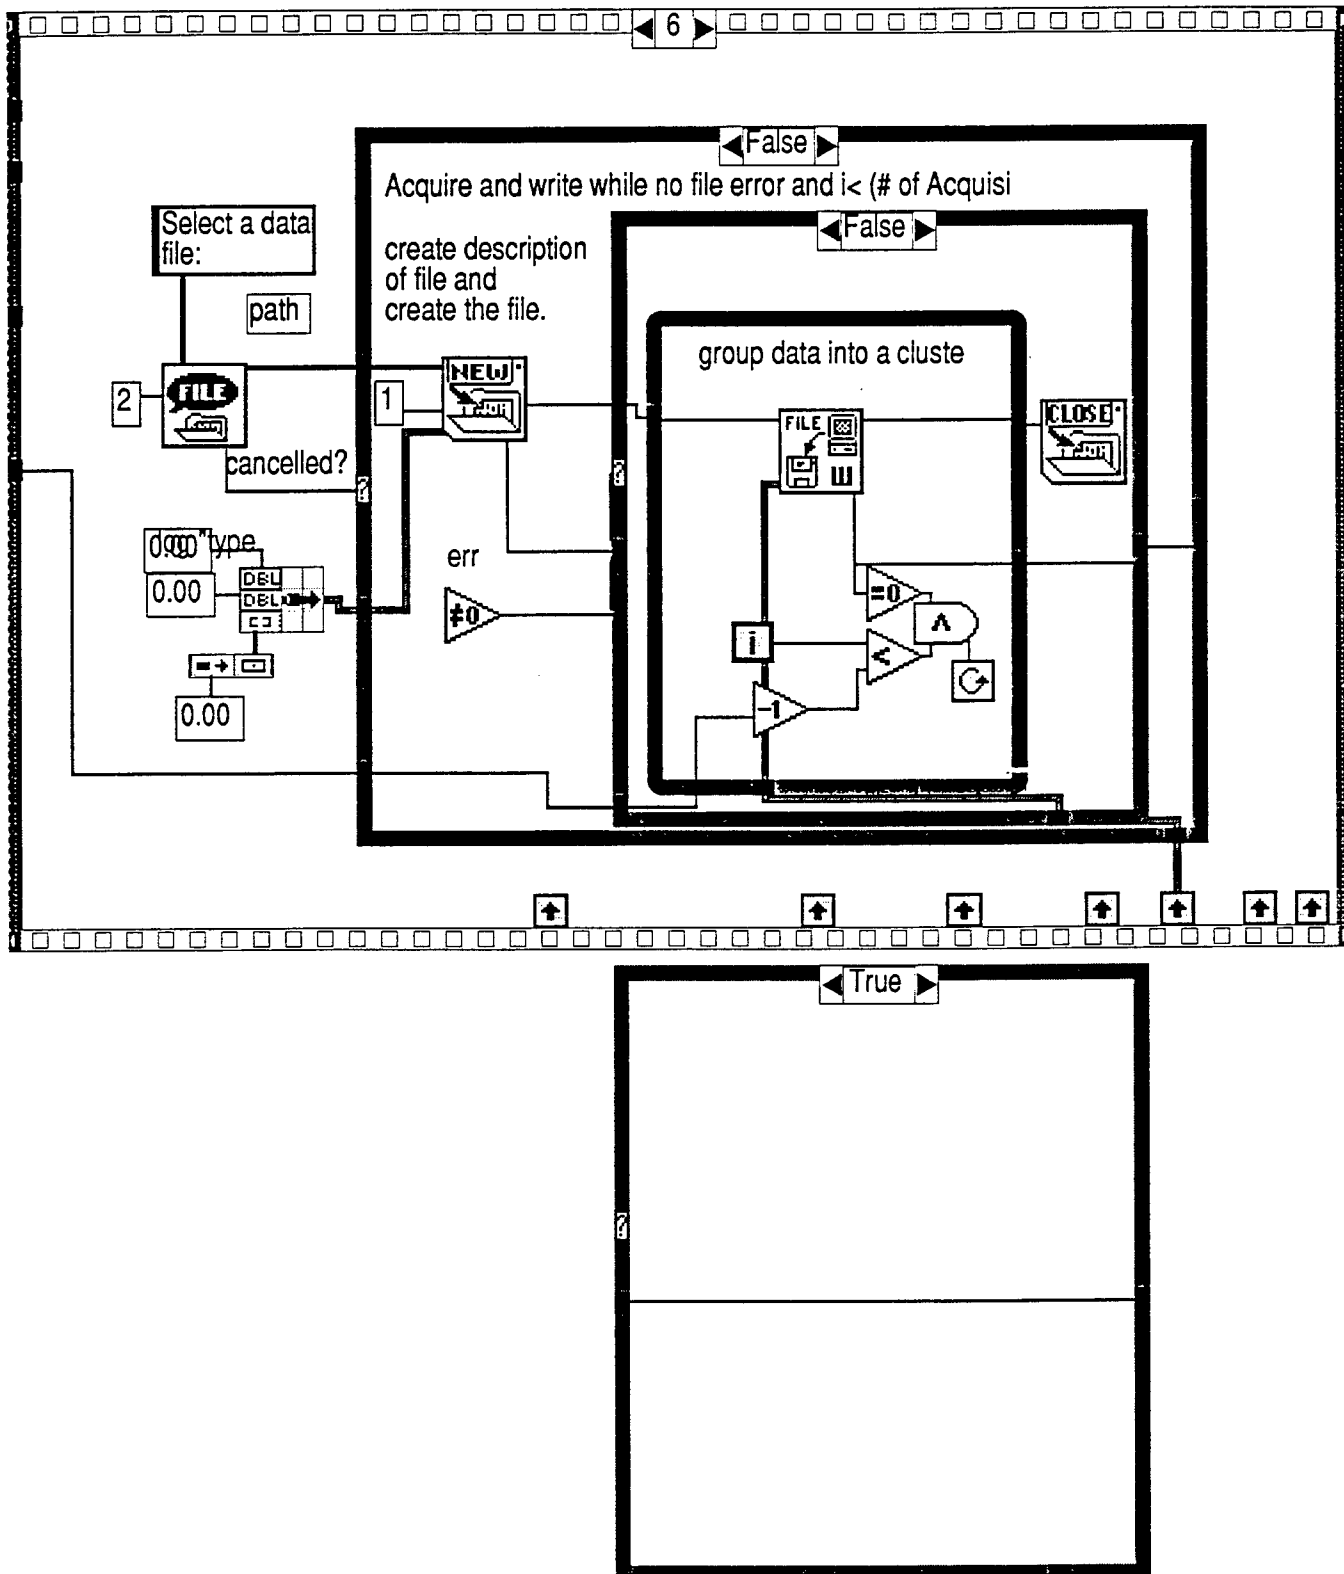 6
False
Acquire and write while no file error and i< (# of Acquisi
False
Select a data
file:
create description
of file and
create the file.
path
group data into a cluste
NEW
2
FILE
1
FILE
CLOSE
cancelled?
type
0.00
err
DBL
0.00
DBL
≠0
=0
i
<
-1
0.00
True